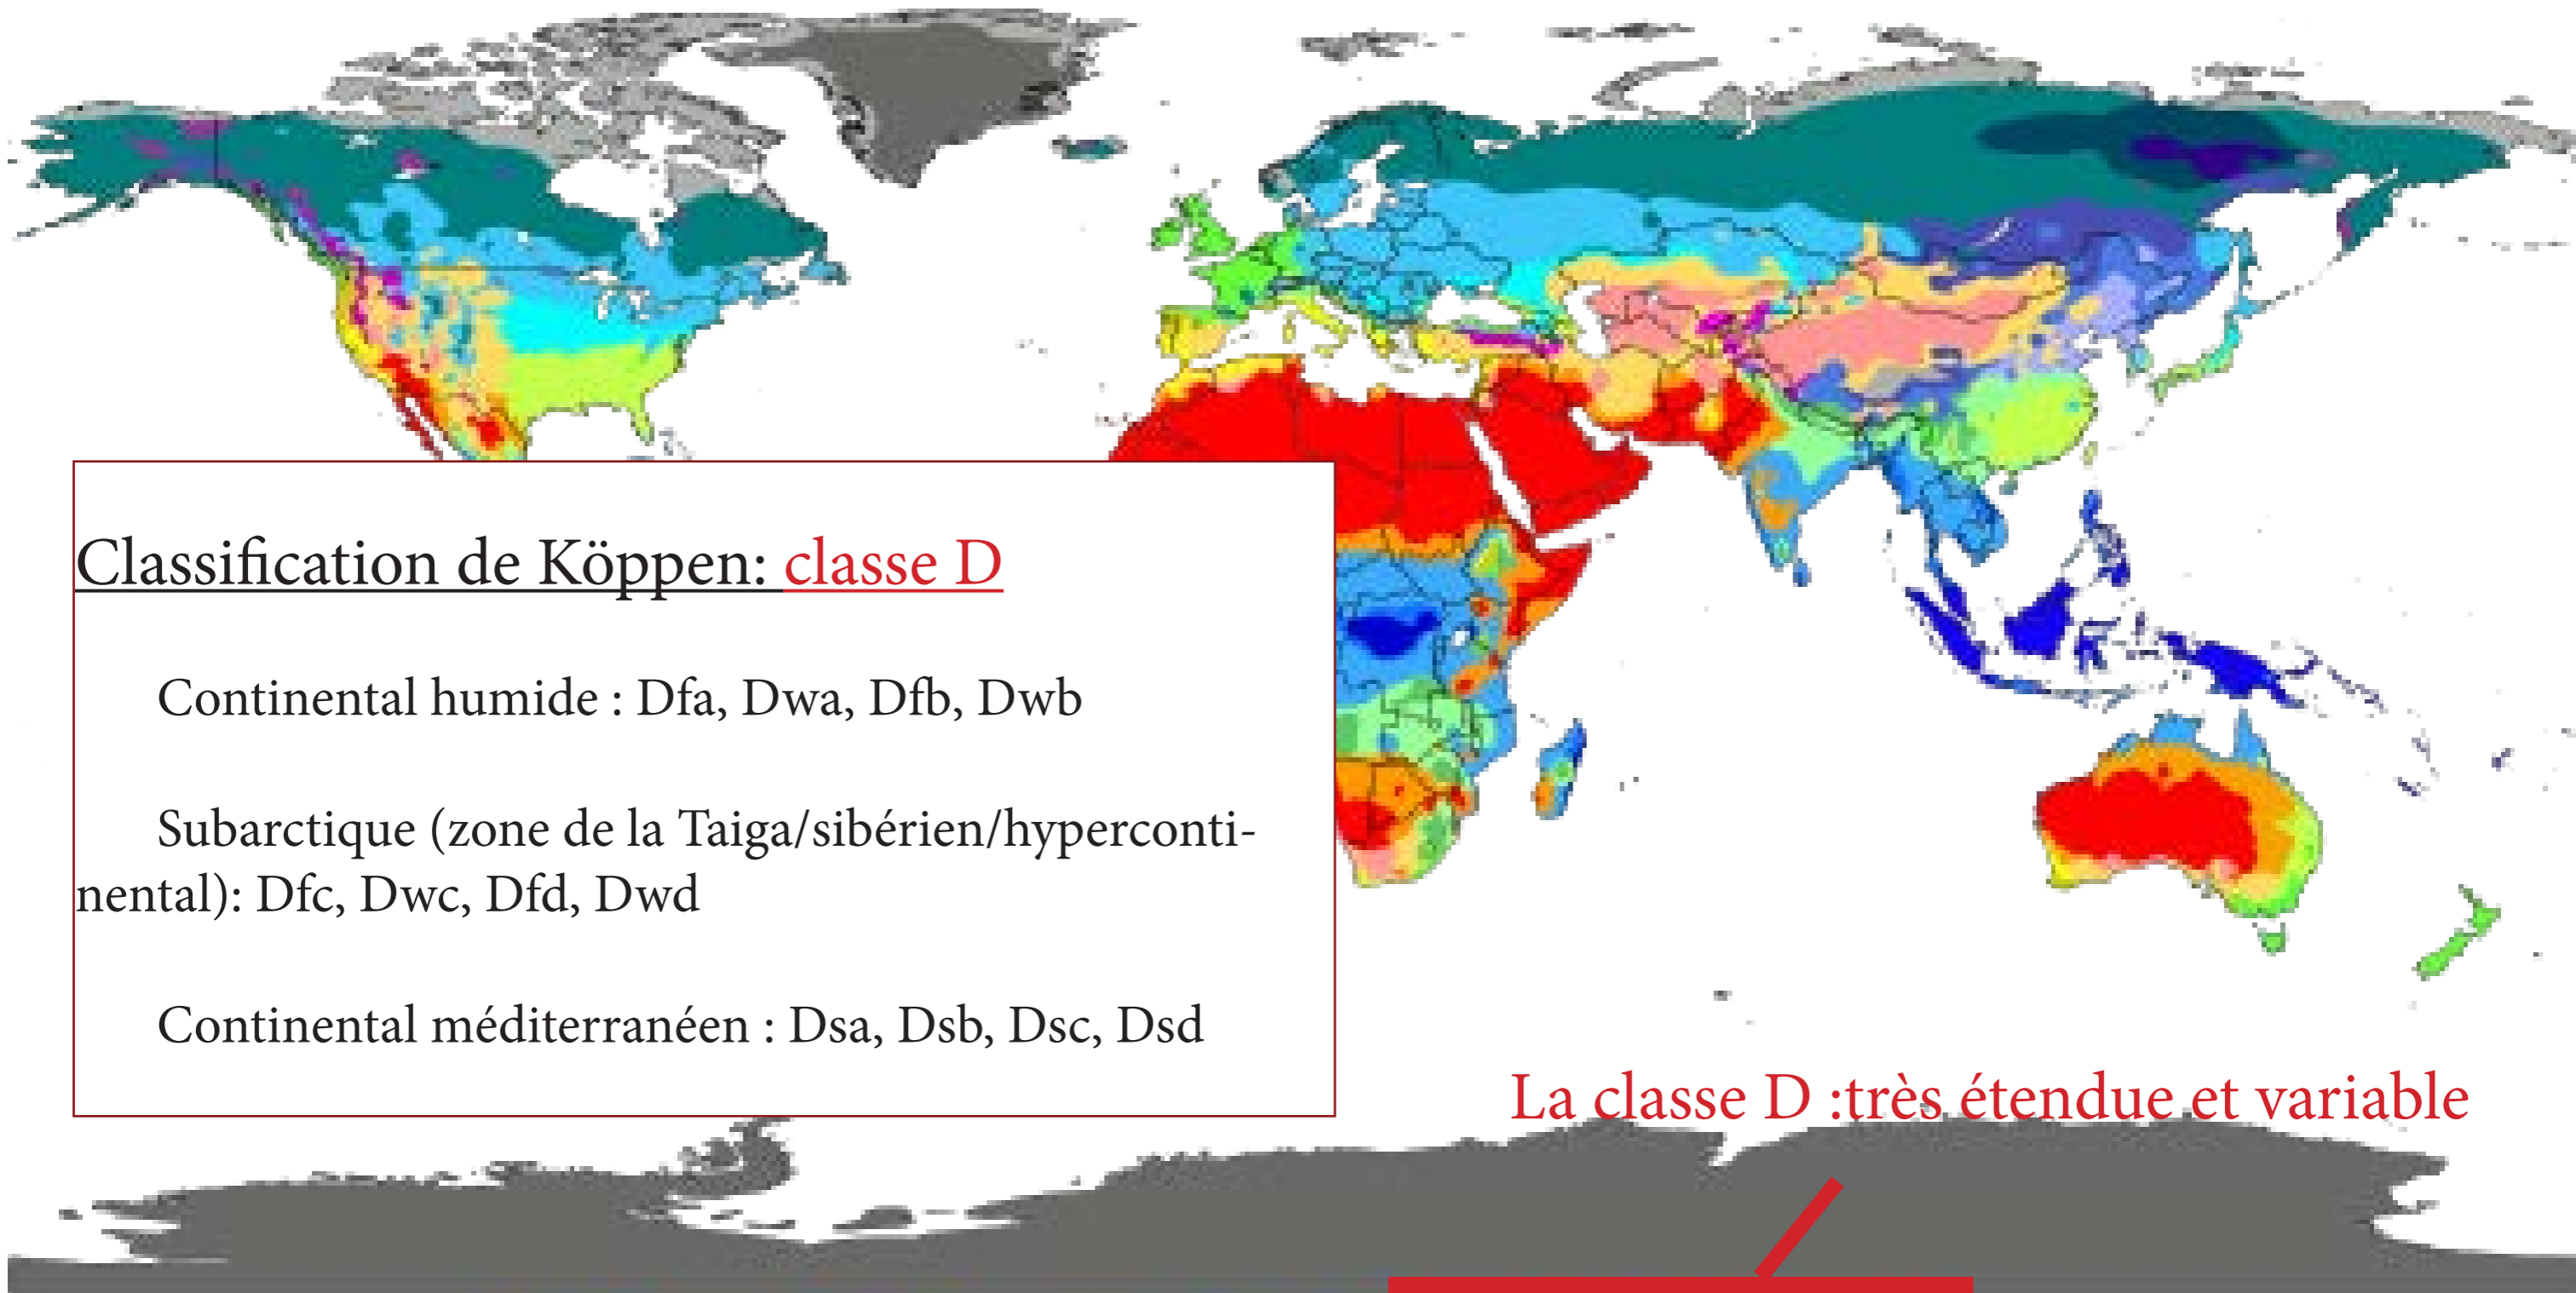 Classification de Köppen: classe D
Continental humide : Dfa, Dwa, Dfb, Dwb
Subarctique (zone de la Taiga/sibérien/hyperconti-
nental): Dfc, Dwc, Dfd, Dwd
Continental méditerranéen : Dsa, Dsb, Dsc, Dsd
La classe D :très étendue et variable